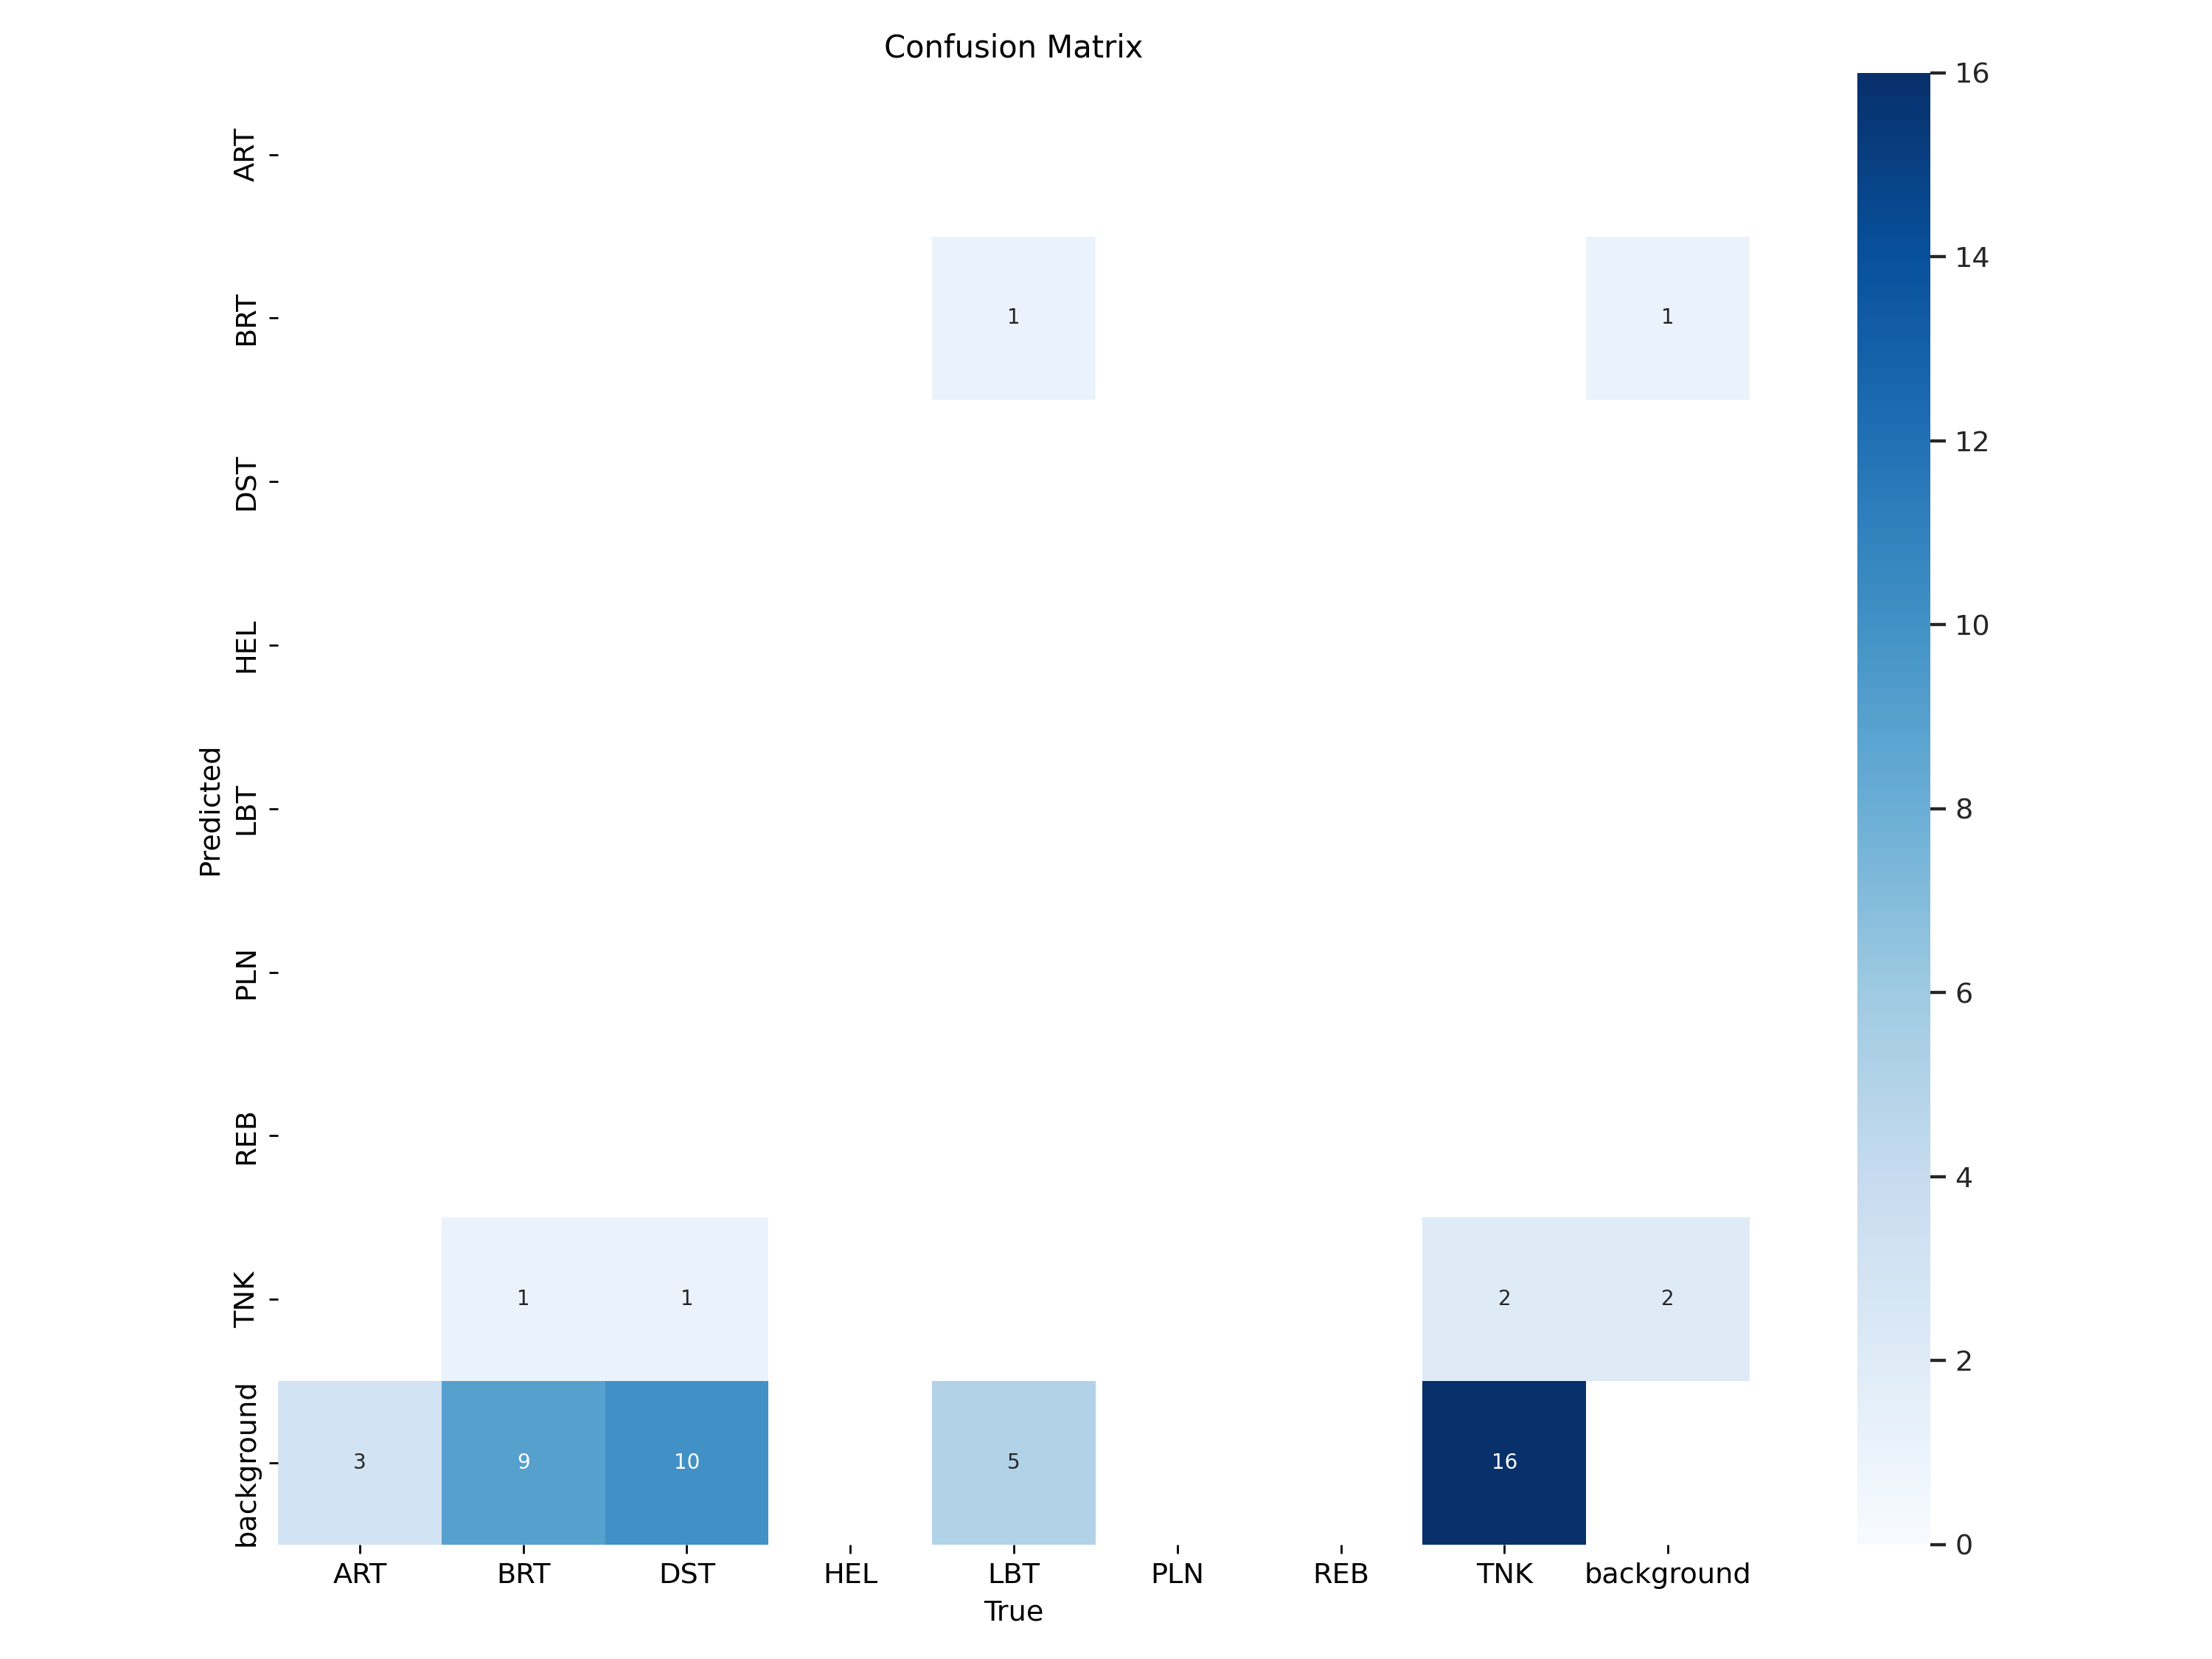 Confusion Matrix
16
14
12
10
8
6
4
2
0
ART
BRT
DST
HEL
LBT
PLN
REB
TNK
background
Predicted
1 1
1 1 2 2
3 9 10 5 16
ART BRT DST HEL LBT PLN REB TNK background
True